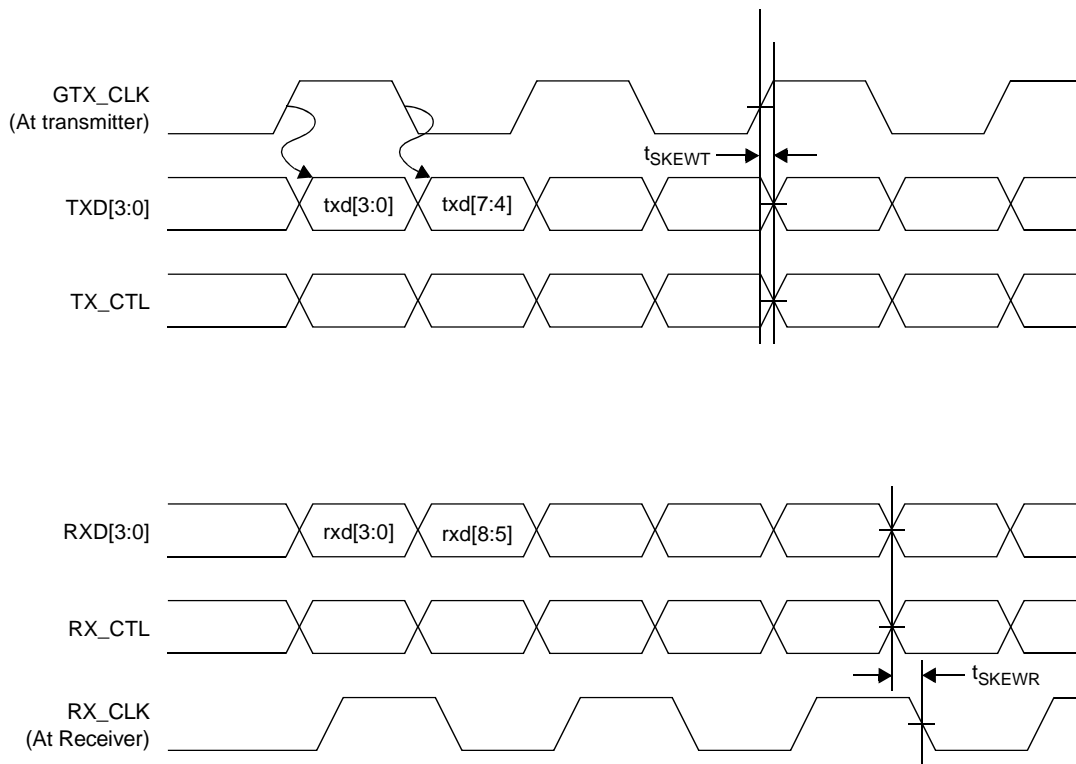 GTX_CLK
(At transmitter)
tSKEWT
TXD[3:0]
txd[3:0]
txd[7:4]
TX_CTL
RXD[3:0]
rxd[3:0]
rxd[8:5]
RX_CTL
tSKEWR
RX_CLK
(At Receiver)